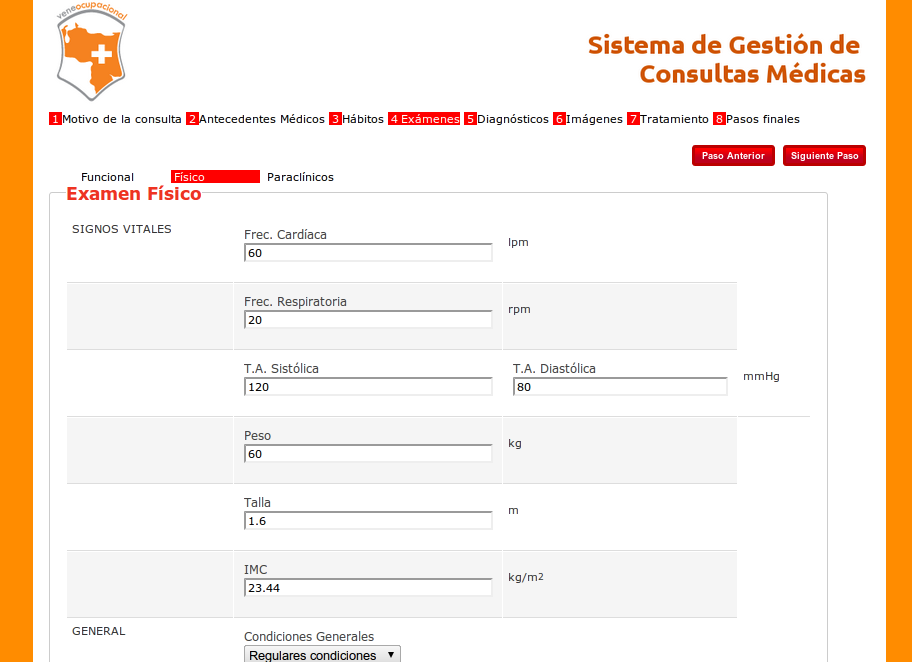 veneocupacional
Sistema de Gestión de
Consultas Médicas
1 Motivo de la consulta 2 Antecedentes Médicos 3 Hábitos 4 Exámenes 5 Diagnósticos 6 Imágenes 7 Tratamiento 8 Pasos finales
Paso Anterior Siguiente Paso
Funcional Físico Paraclínicos
Examen Físico
SIGNOS VITALES
Frec. Cardíaca
60
lpm
Frec. Respiratoria
20
rpm
T.A. Sistólica T.A. Diastólica
120 80
mmHg
Peso
60
kg
Talla
1.6
m
IMC
23.44
kg/m2
GENERAL
Condiciones Generales
Regulares condiciones